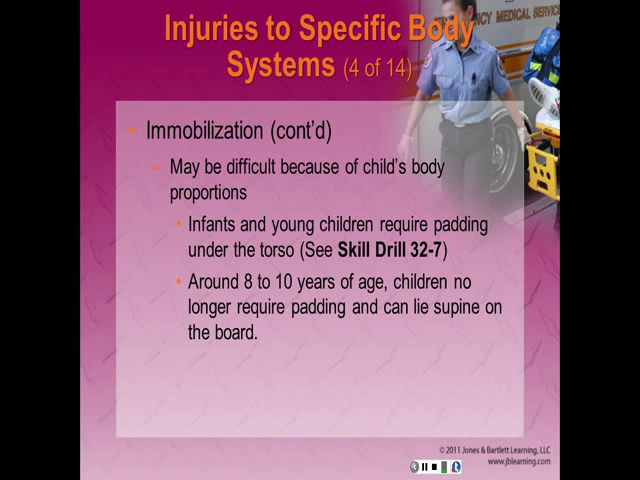 Injuries to Specific Body
Systems (4 of 14)
NCY MEDICAL SERVICE
• Immobilization (cont’d)
– May be difficult because of child’s body
proportions
• Infants and young children require padding
under the torso (See Skill Drill 32-7)
• Around 8 to 10 years of age, children no
longer require padding and can lie supine on
the board.
© 2011 Jones & Bartlett Learning, LLC
www.jblearning.com